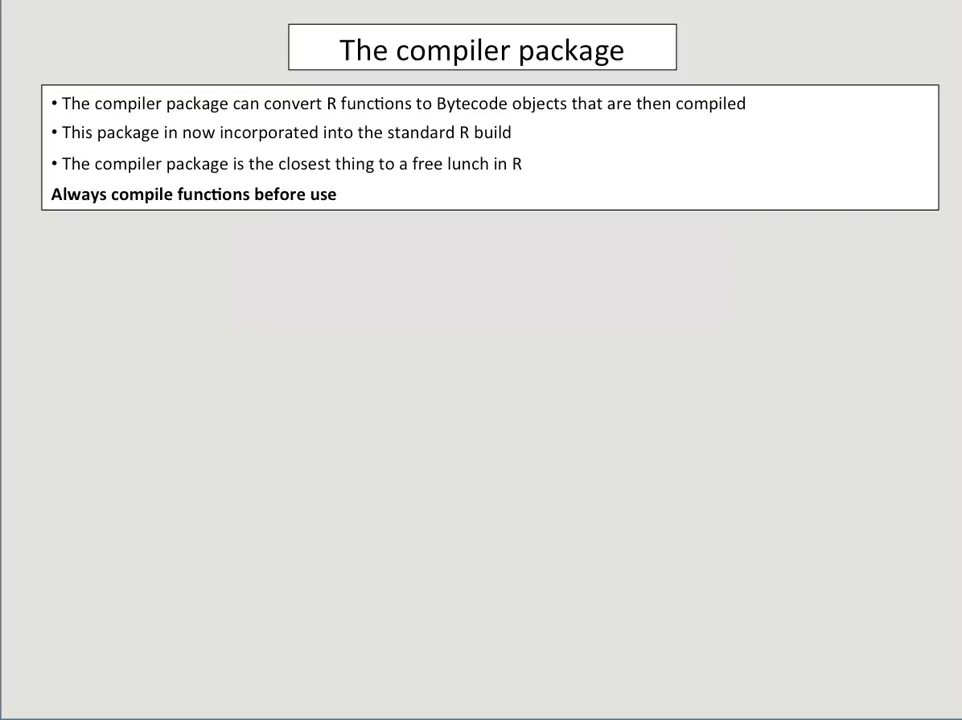 The compiler package
• The compiler package can convert R functions to Bytecode objects that are then compiled
• This package in now incorporated into the standard R build
• The compiler package is the closest thing to a free lunch in R
Always compile functions before use